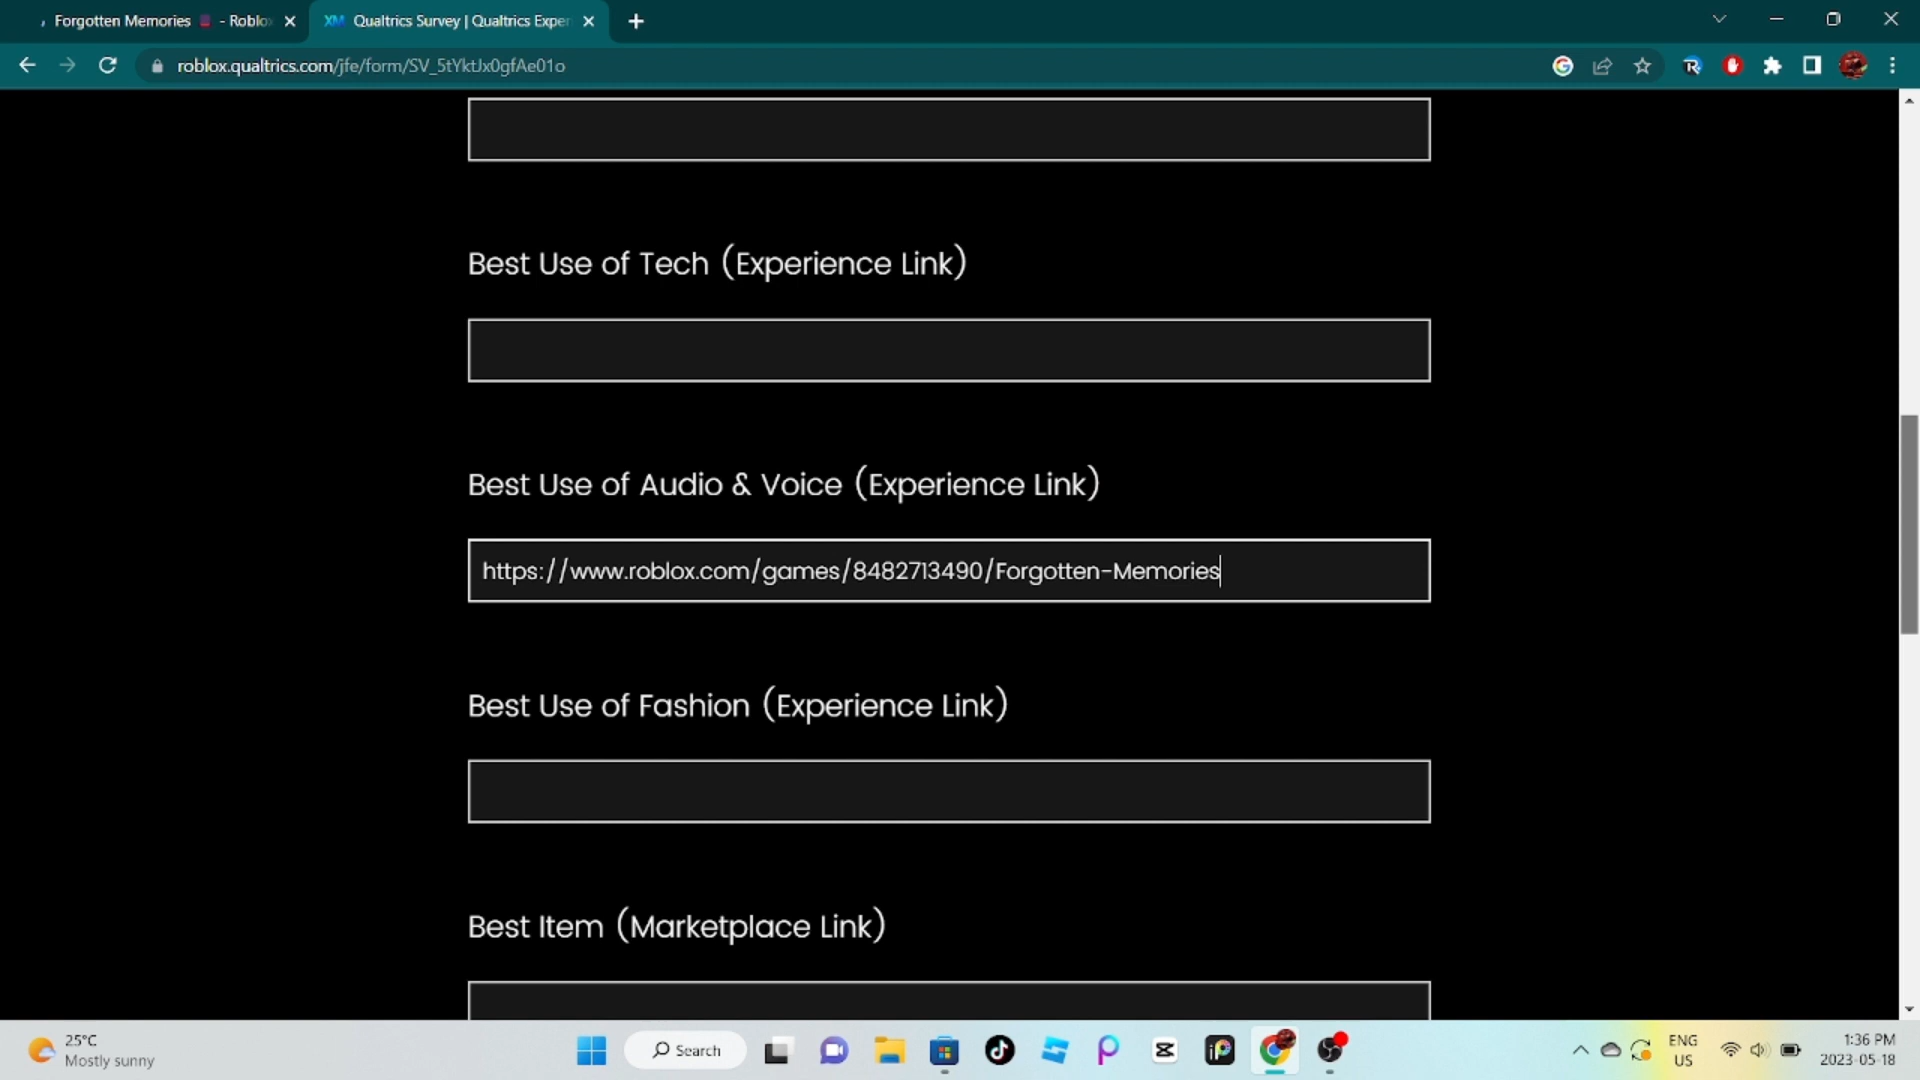 Forgotten Memories - Roblo
XM Qualtrics Survey | Qualtrics Exper
roblox.qualtrics.com/jfe/form/SV_5tYktJx0gfAe01o
Best Use of Tech (Experience Link)
Best Use of Audio & Voice (Experience Link)
https://www.roblox.com/games/8482713490/Forgotten-Memories
Best Use of Fashion (Experience Link)
Best Item (Marketplace Link)
25°C
Mostly sunny
Search
ENG
US
1:36 PM
2023-05-18